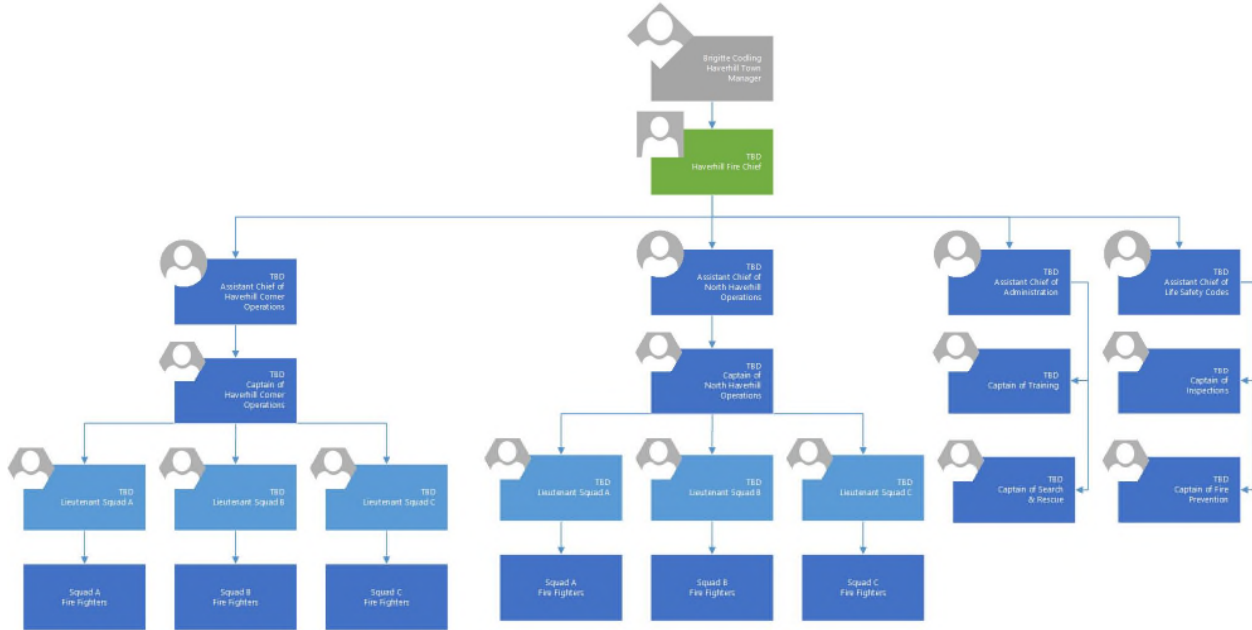 Brigitte Codling
Haverhill Town
Manager
TBD
Haverhill Fire Chief
TBD
Assistant Chief of
Haverhill Corner
Operations
TBD
Assistant Chief of
North Haverhill
Operations
TBD
Assistant Chief of
Administration
TBD
Assistant Chief of
Life Safety Codes
TBD
Captain of
Haverhill Corner
Operations
TBD
Captain of
North Haverhill
Operations
TBD
Captain of Training
TBD
Captain of
Inspections
TBD
Lieutenant Squad A
TBD
Lieutenant Squad B
TBD
Lieutenant Squad C
TBD
Lieutenant Squad A
TBD
Lieutenant Squad B
TBD
Lieutenant Squad C
TBD
Captain of Search
& Rescue
TBD
Captain of Fire
Prevention
Squad A
Fire Fighters
Squad B
Fire Fighters
Squad C
Fire Fighters
Squad A
Fire Fighters
Squad B
Fire Fighters
Squad C
Fire Fighters